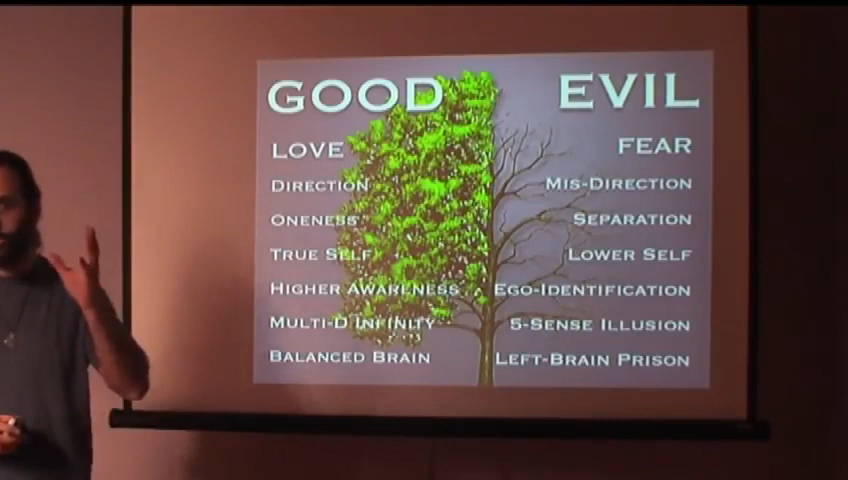 GOOD EVIL
LOVE FEAR
DIRECTION MIS-DIRECTION
ONENESS SEPARATION
TRUE SELF LOWER SELF
HIGHER AWARENESS EGO-IDENTIFICATION
MULTI-D INFINITY 5-SENSE ILLUSION
BALANCED BRAIN LEFT-BRAIN PRISON